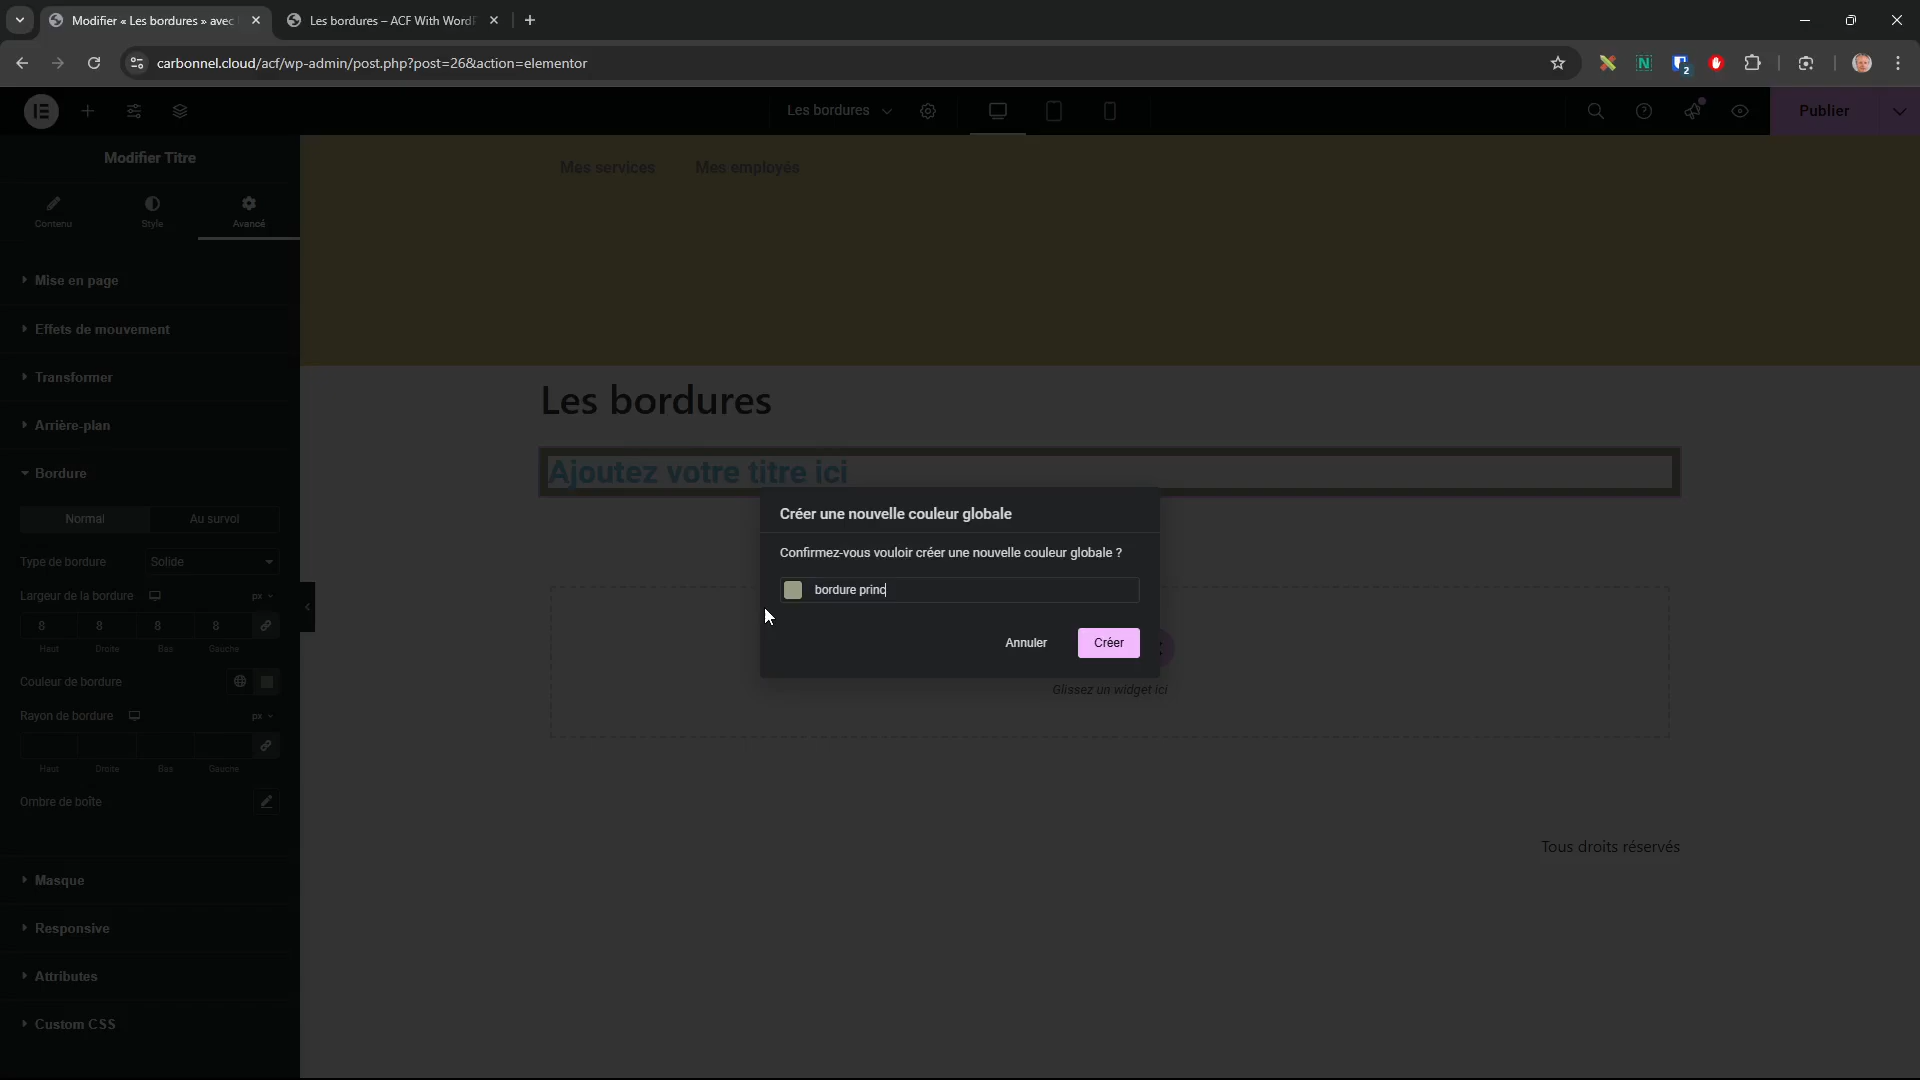 Modifier « Les bordures » avec
Les bordures – ACF With WordP
carbonnel.cloud/acf/wp-admin/post.php?post=26&action=elementor
2
Les bordures
Publier
Modifier Titre
Contenu
Style
Avancé
Mise en page
Effets de mouvement
Transformer
Arrière-plan
Bordure
Normal
Au survol
Type de bordure
Solide
Largeur de la bordure
px
8
8
8
8
Haut
Droite
Bas
Gauche
Couleur de bordure
Rayon de bordure
px
Haut
Droite
Bas
Gauche
Ombre de boîte
Masque
Responsive
Attributes
Custom CSS
Mes services
Mes employés
Les bordures
Ajoutez votre titre ici
Créer une nouvelle couleur globale
Confirmez-vous vouloir créer une nouvelle couleur globale ?
bordure princ
Annuler
Créer
Glissez un widget ici
Tous droits réservés